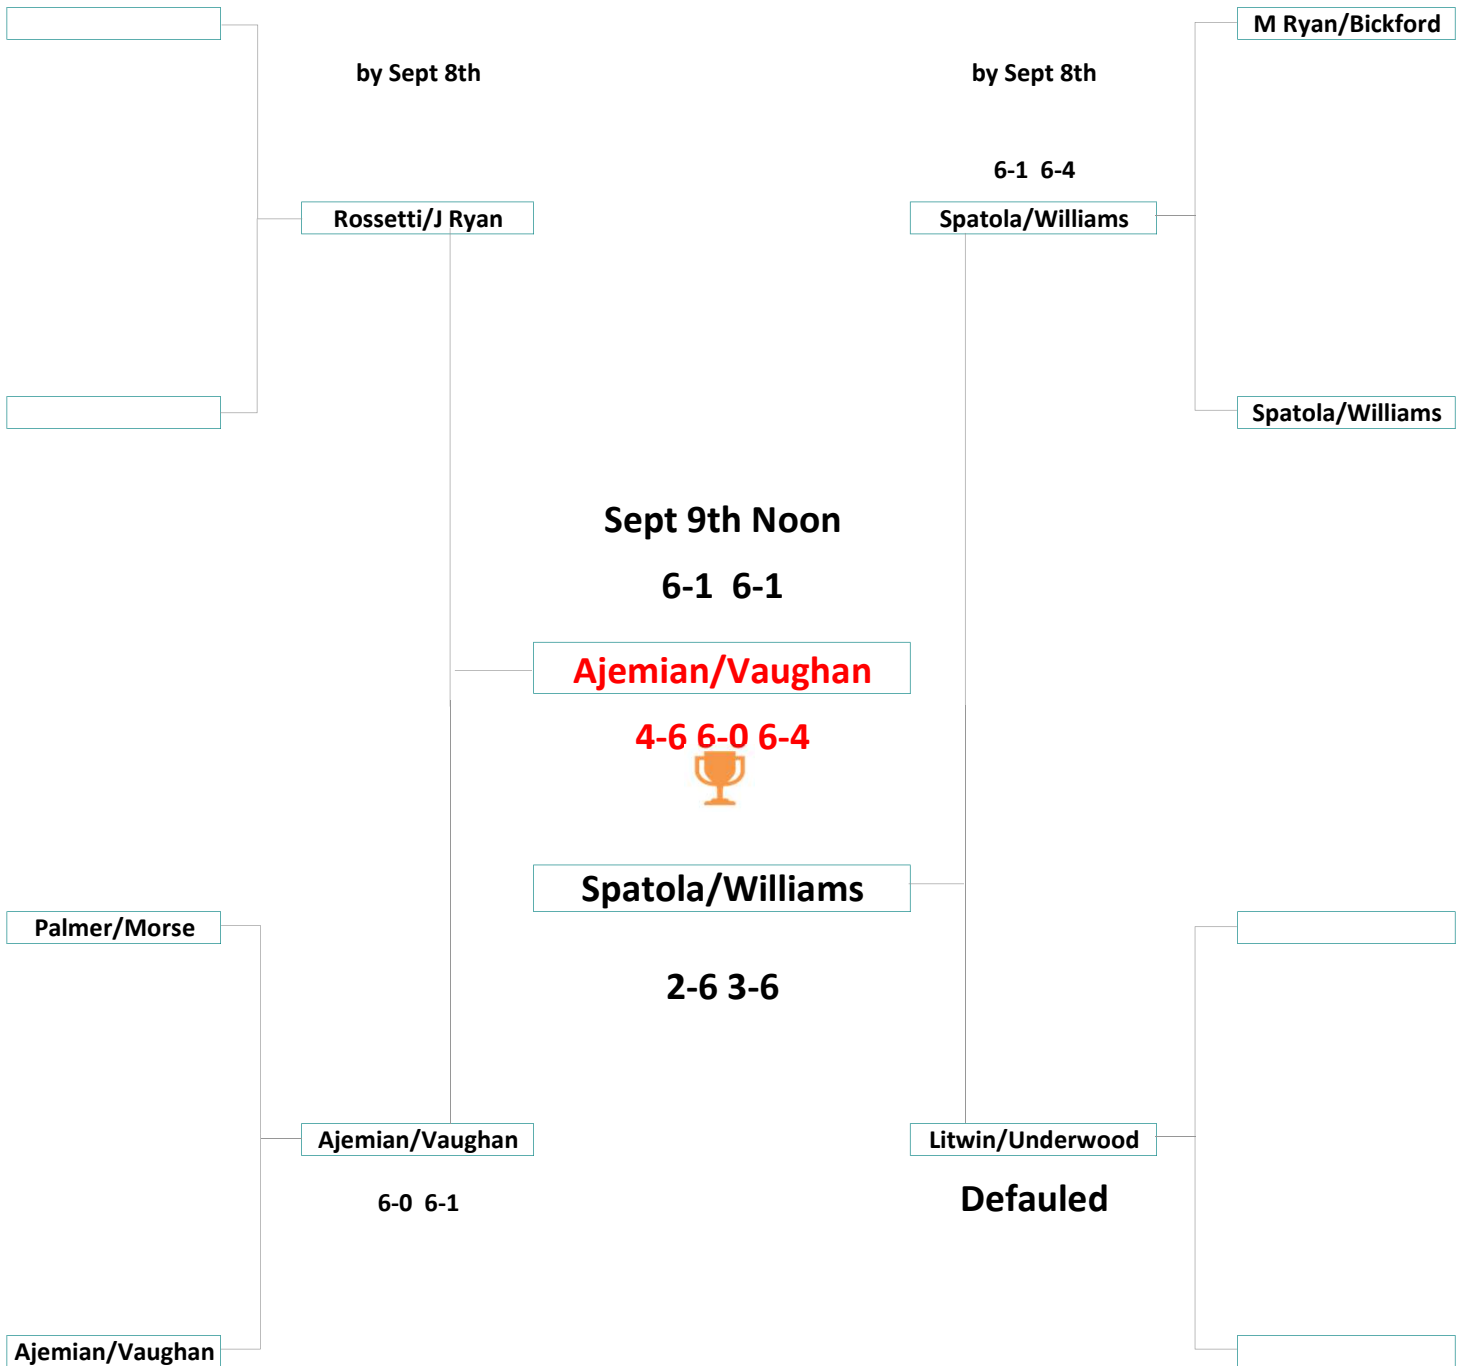 M Ryan/Bickford
by Sept 8th
by Sept 8th
6-1 6-4
Rossetti/J Ryan
Spatola/Williams
Spatola/Williams
Sept 9th Noon
6-1 6-1
Ajemian/Vaughan
4-6 6-0 6-4
Spatola/Williams
Palmer/Morse
2-6 3-6
Ajemian/Vaughan
Litwin/Underwood
6-0 6-1
Defauled
Ajemian/Vaughan